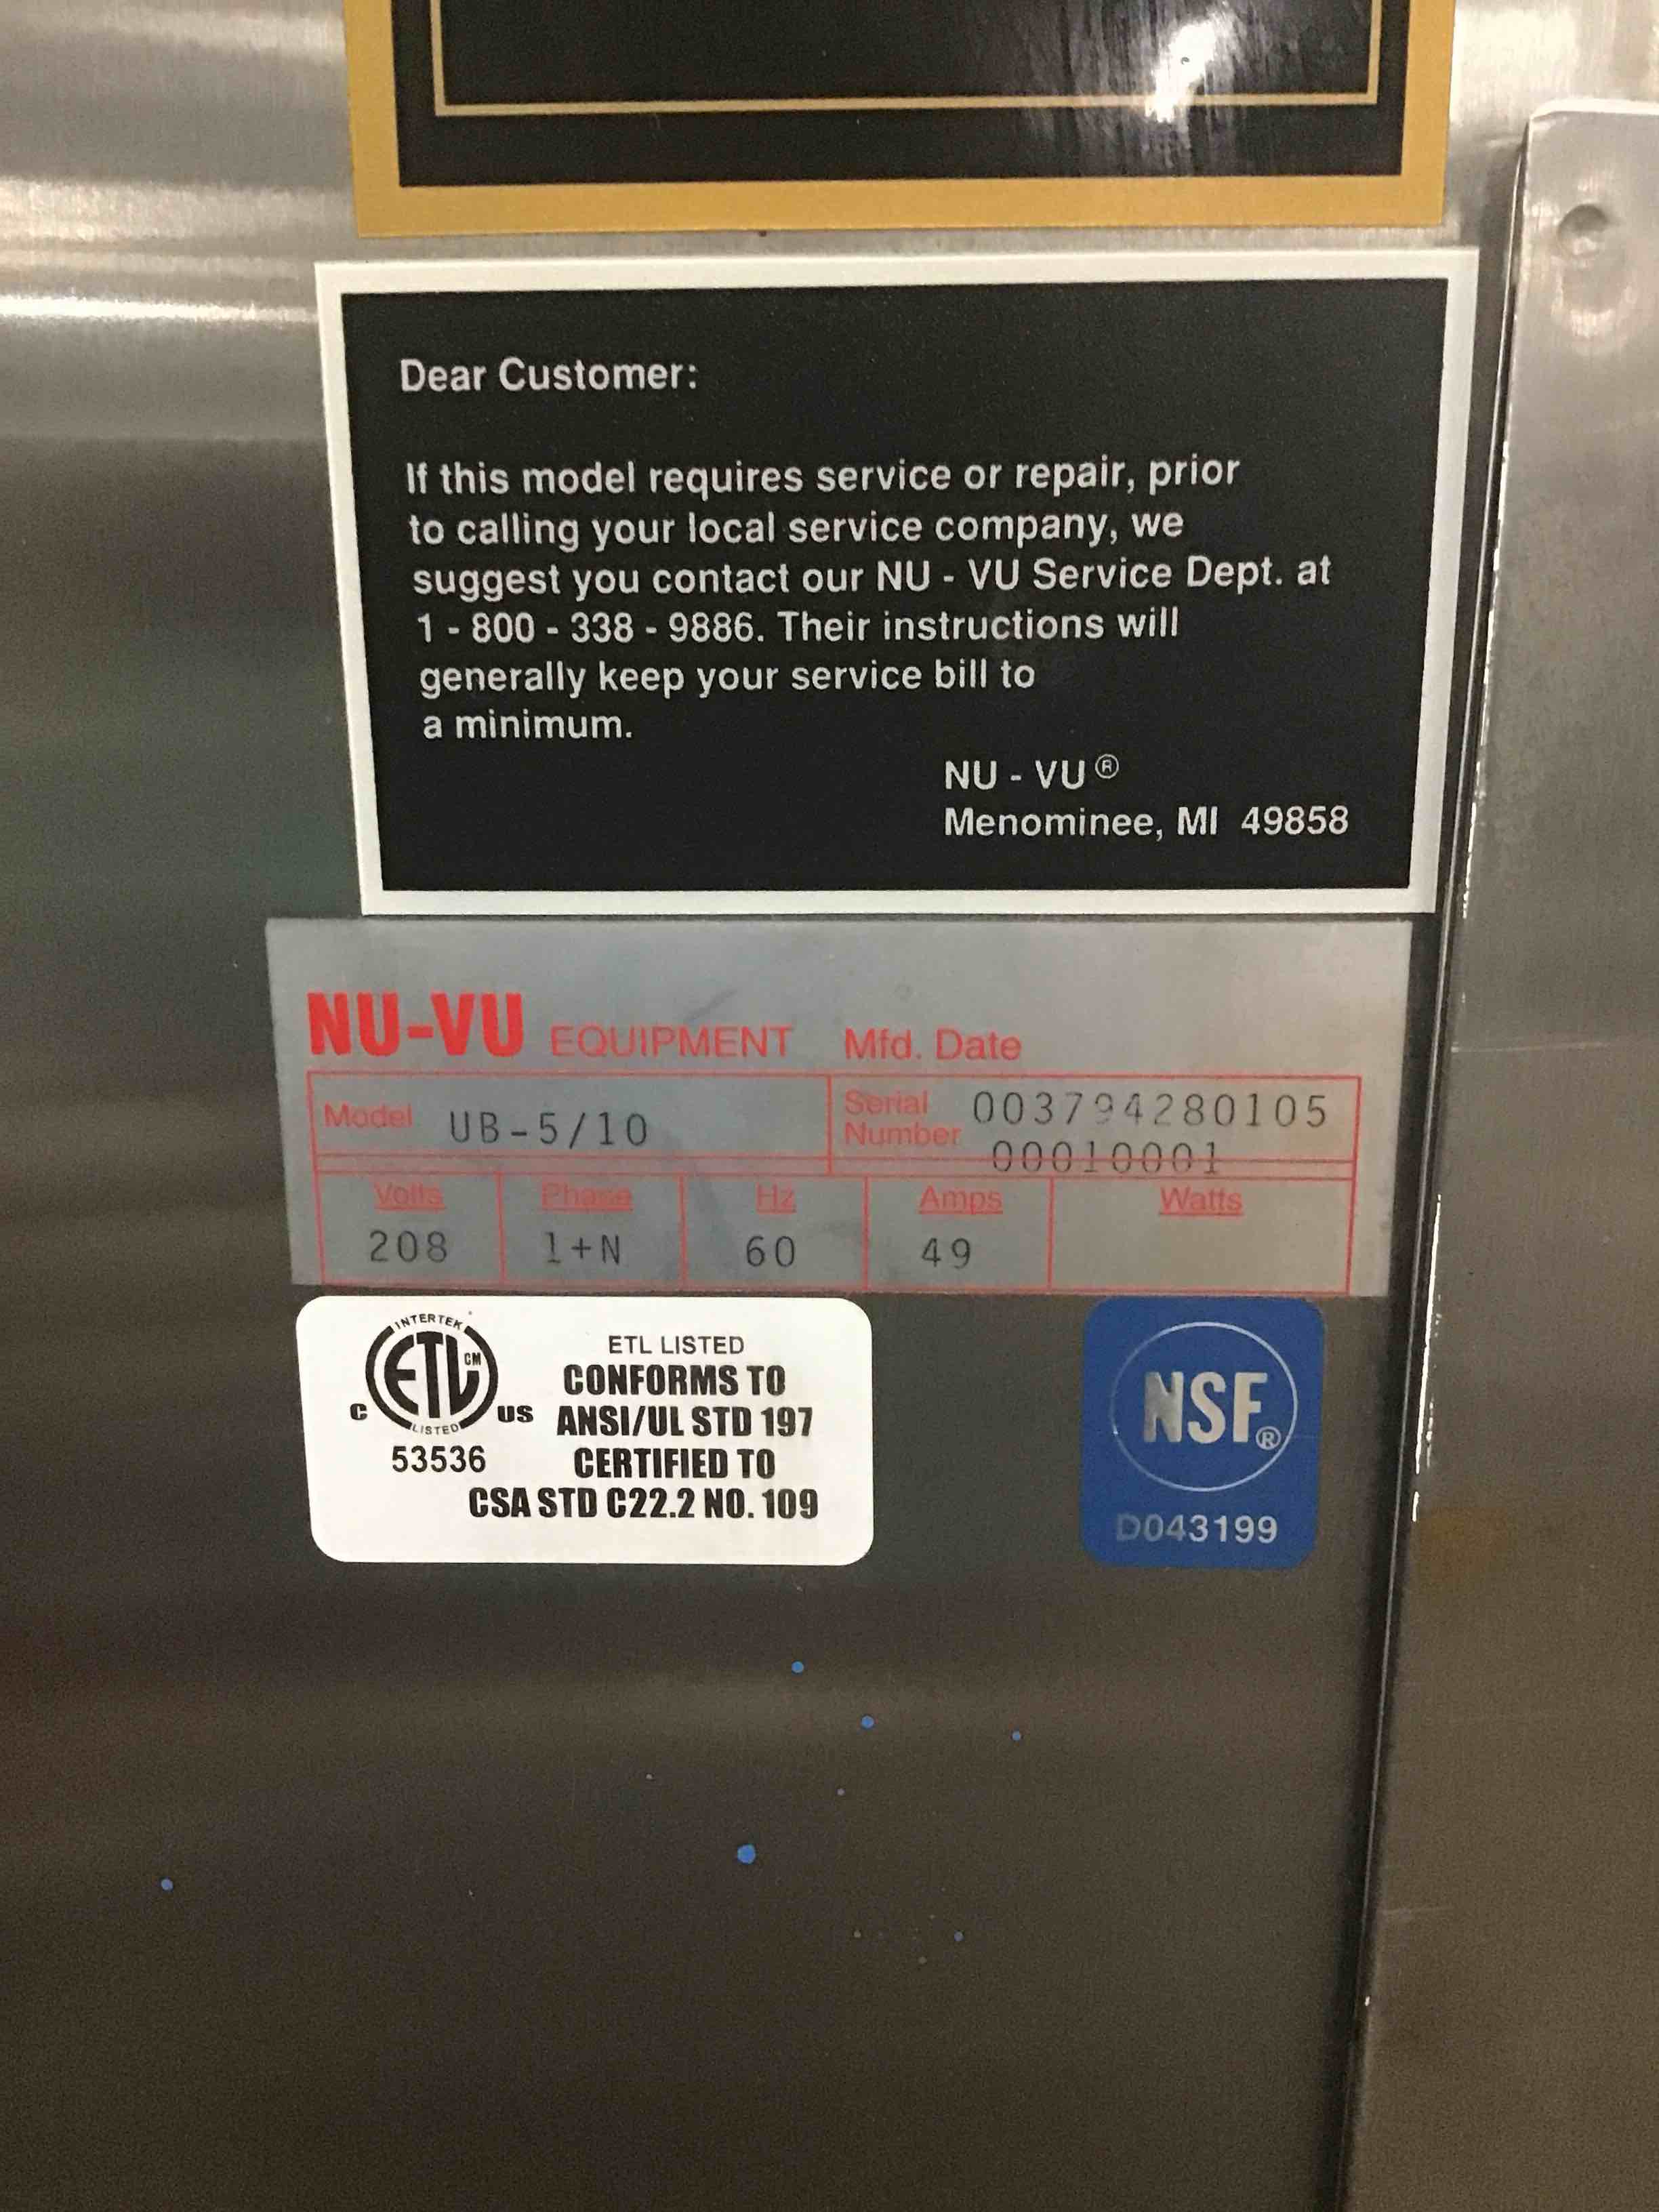 Dear Customer:
If this model requires service or repair, prior
to calling your local service company, we
suggest you contact our NU - VU Service Dept. at
1 - 800 - 338 - 9886. Their instructions will
generally keep your service bill to
a minimum.
NU - VU ®
Menominee, MI 49858
NU-VU EQUIPMENT Mfd. Date
Model UB-5/10 Serial Number 003794280105
00010001
Volts Phase Hz Amps Watts
208 1+N 60 49
INTERTEK
ETL CM
LISTED
C US
53536
ETL LISTED
CONFORMS TO
ANSI/UL STD 197
CERTIFIED TO
CSA STD C22.2 NO. 109
NSF®
D043199